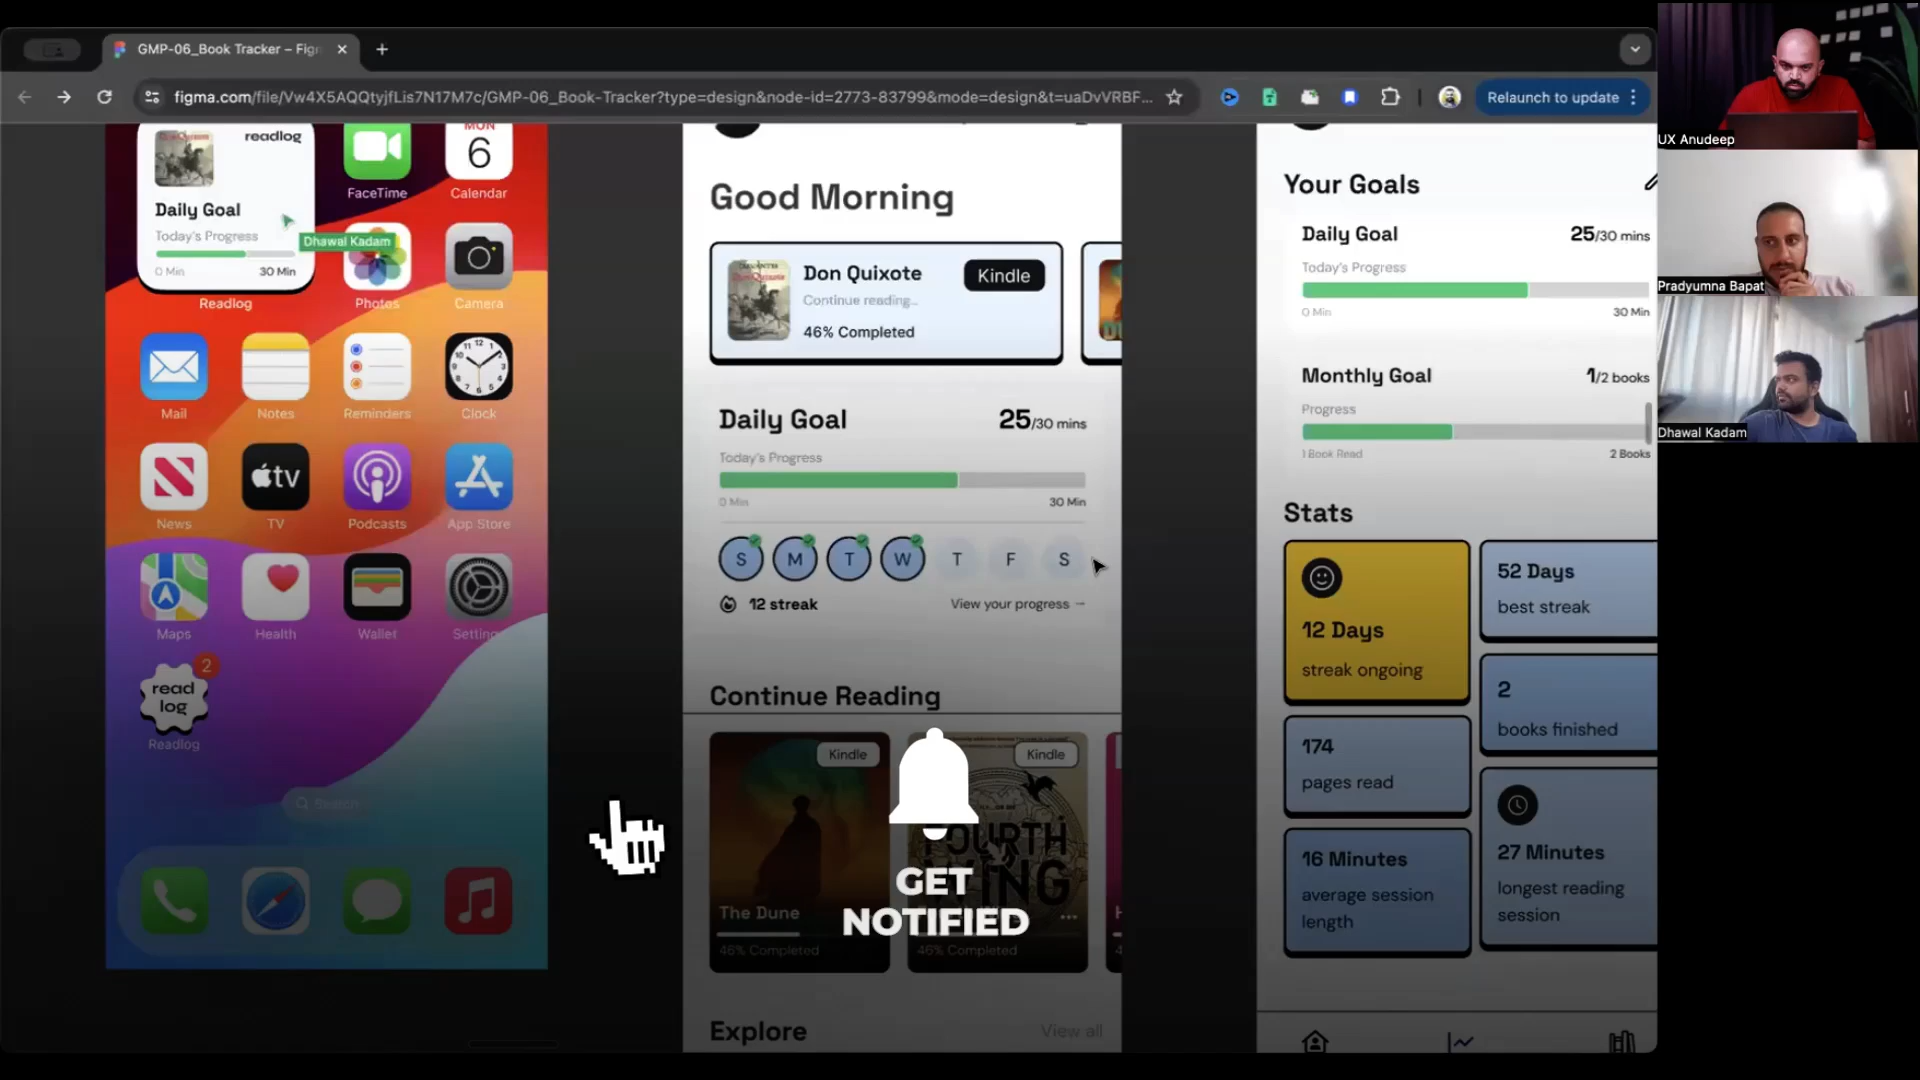 GMP-06_Book Tracker – Fig
figma.com/file/Vw4X5AQQtyjfLis7N17M7c/GMP-06_Book-Tracker?type=design&node-id=2773-83799&mode=design&t=uaDvVRBF...
Relaunch to update
UX Anudeep
Pradyumna Bapat
Dhawal Kadam
readlog
Daily Goal
Today's Progress
0 Min
30 Min
Readlog
Dhawal Kadam
FaceTime
MON
6
Calendar
Photos
Camera
Mail
Notes
Reminders
Clock
News
tv
TV
Podcasts
App Store
Maps
Health
Wallet
Settings
2
read
log
Readlog
Search
Good Morning
Don Quixote
Kindle
Continue reading...
46% Completed
Daily Goal
25/30 mins
Today's Progress
0 Min
30 Min
S M T W T F S
12 streak
View your progress →
Continue Reading
Kindle
The Dune
46% Completed
Kindle
FOURTH
WING
46% Completed
GET
NOTIFIED
Explore
View all
Your Goals
Daily Goal
25/30 mins
Today's Progress
0 Min
30 Min
Monthly Goal
1/2 books
Progress
1 Book Read
2 Books
Stats
12 Days
streak ongoing
52 Days
best streak
2
books finished
174
pages read
16 Minutes
average session
length
27 Minutes
longest reading
session